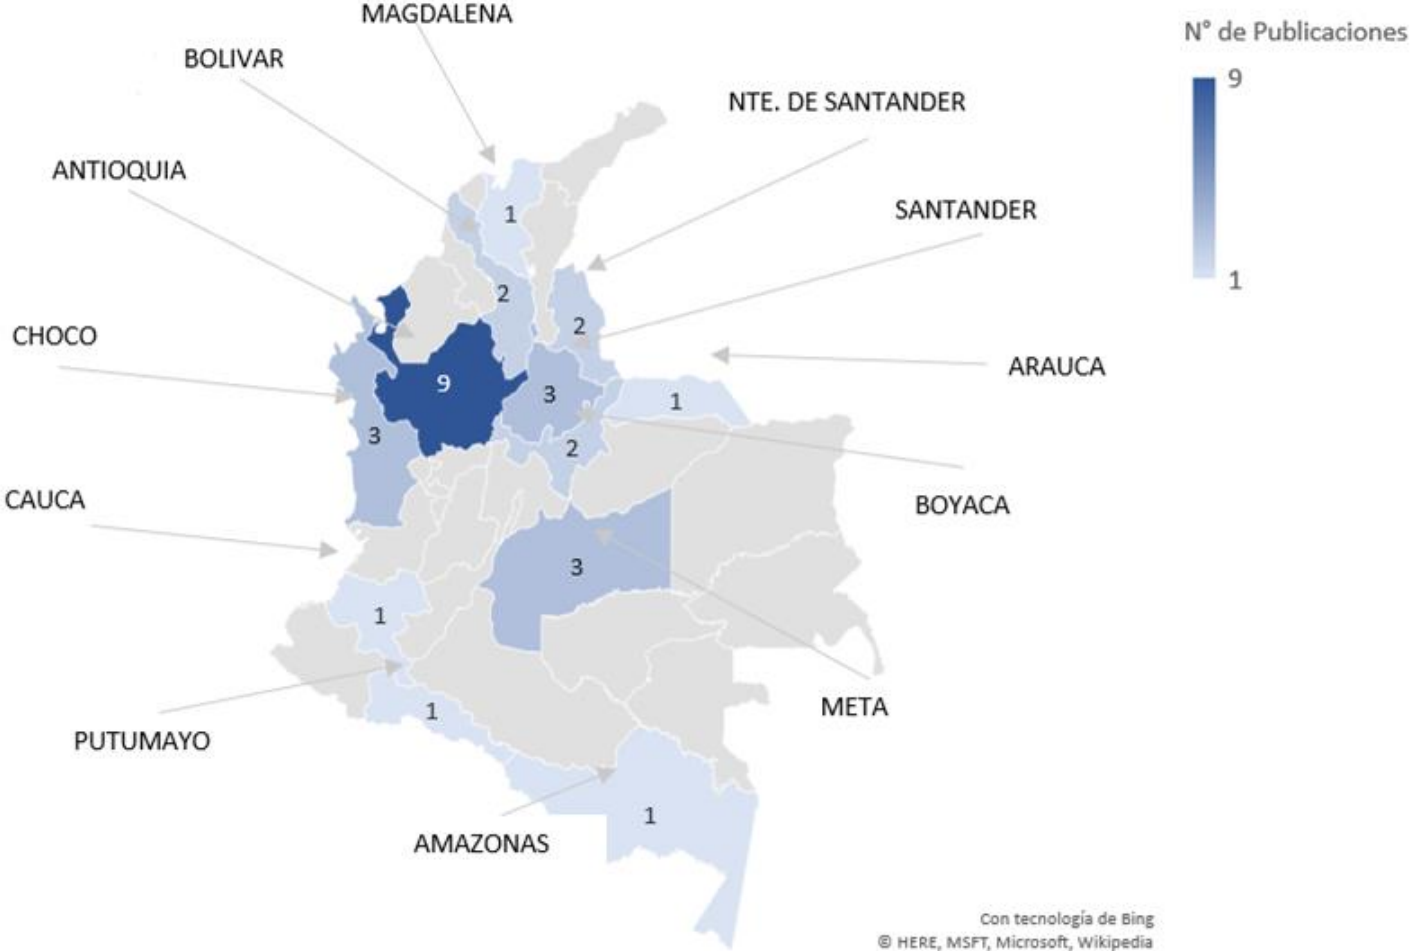 MAGDALENA
N° de Publicaciones
BOLIVAR
9
NTE. DE SANTANDER
ANTIOQUIA
SANTANDER
1
1
2
2
CHOCO
ARAUCA
9
3
1
3
2
CAUCA
BOYACA
3
1
META
1
PUTUMAYO
1
AMAZONAS
Con tecnología de Bing
© HERE, MSFT, Microsoft, Wikipedia